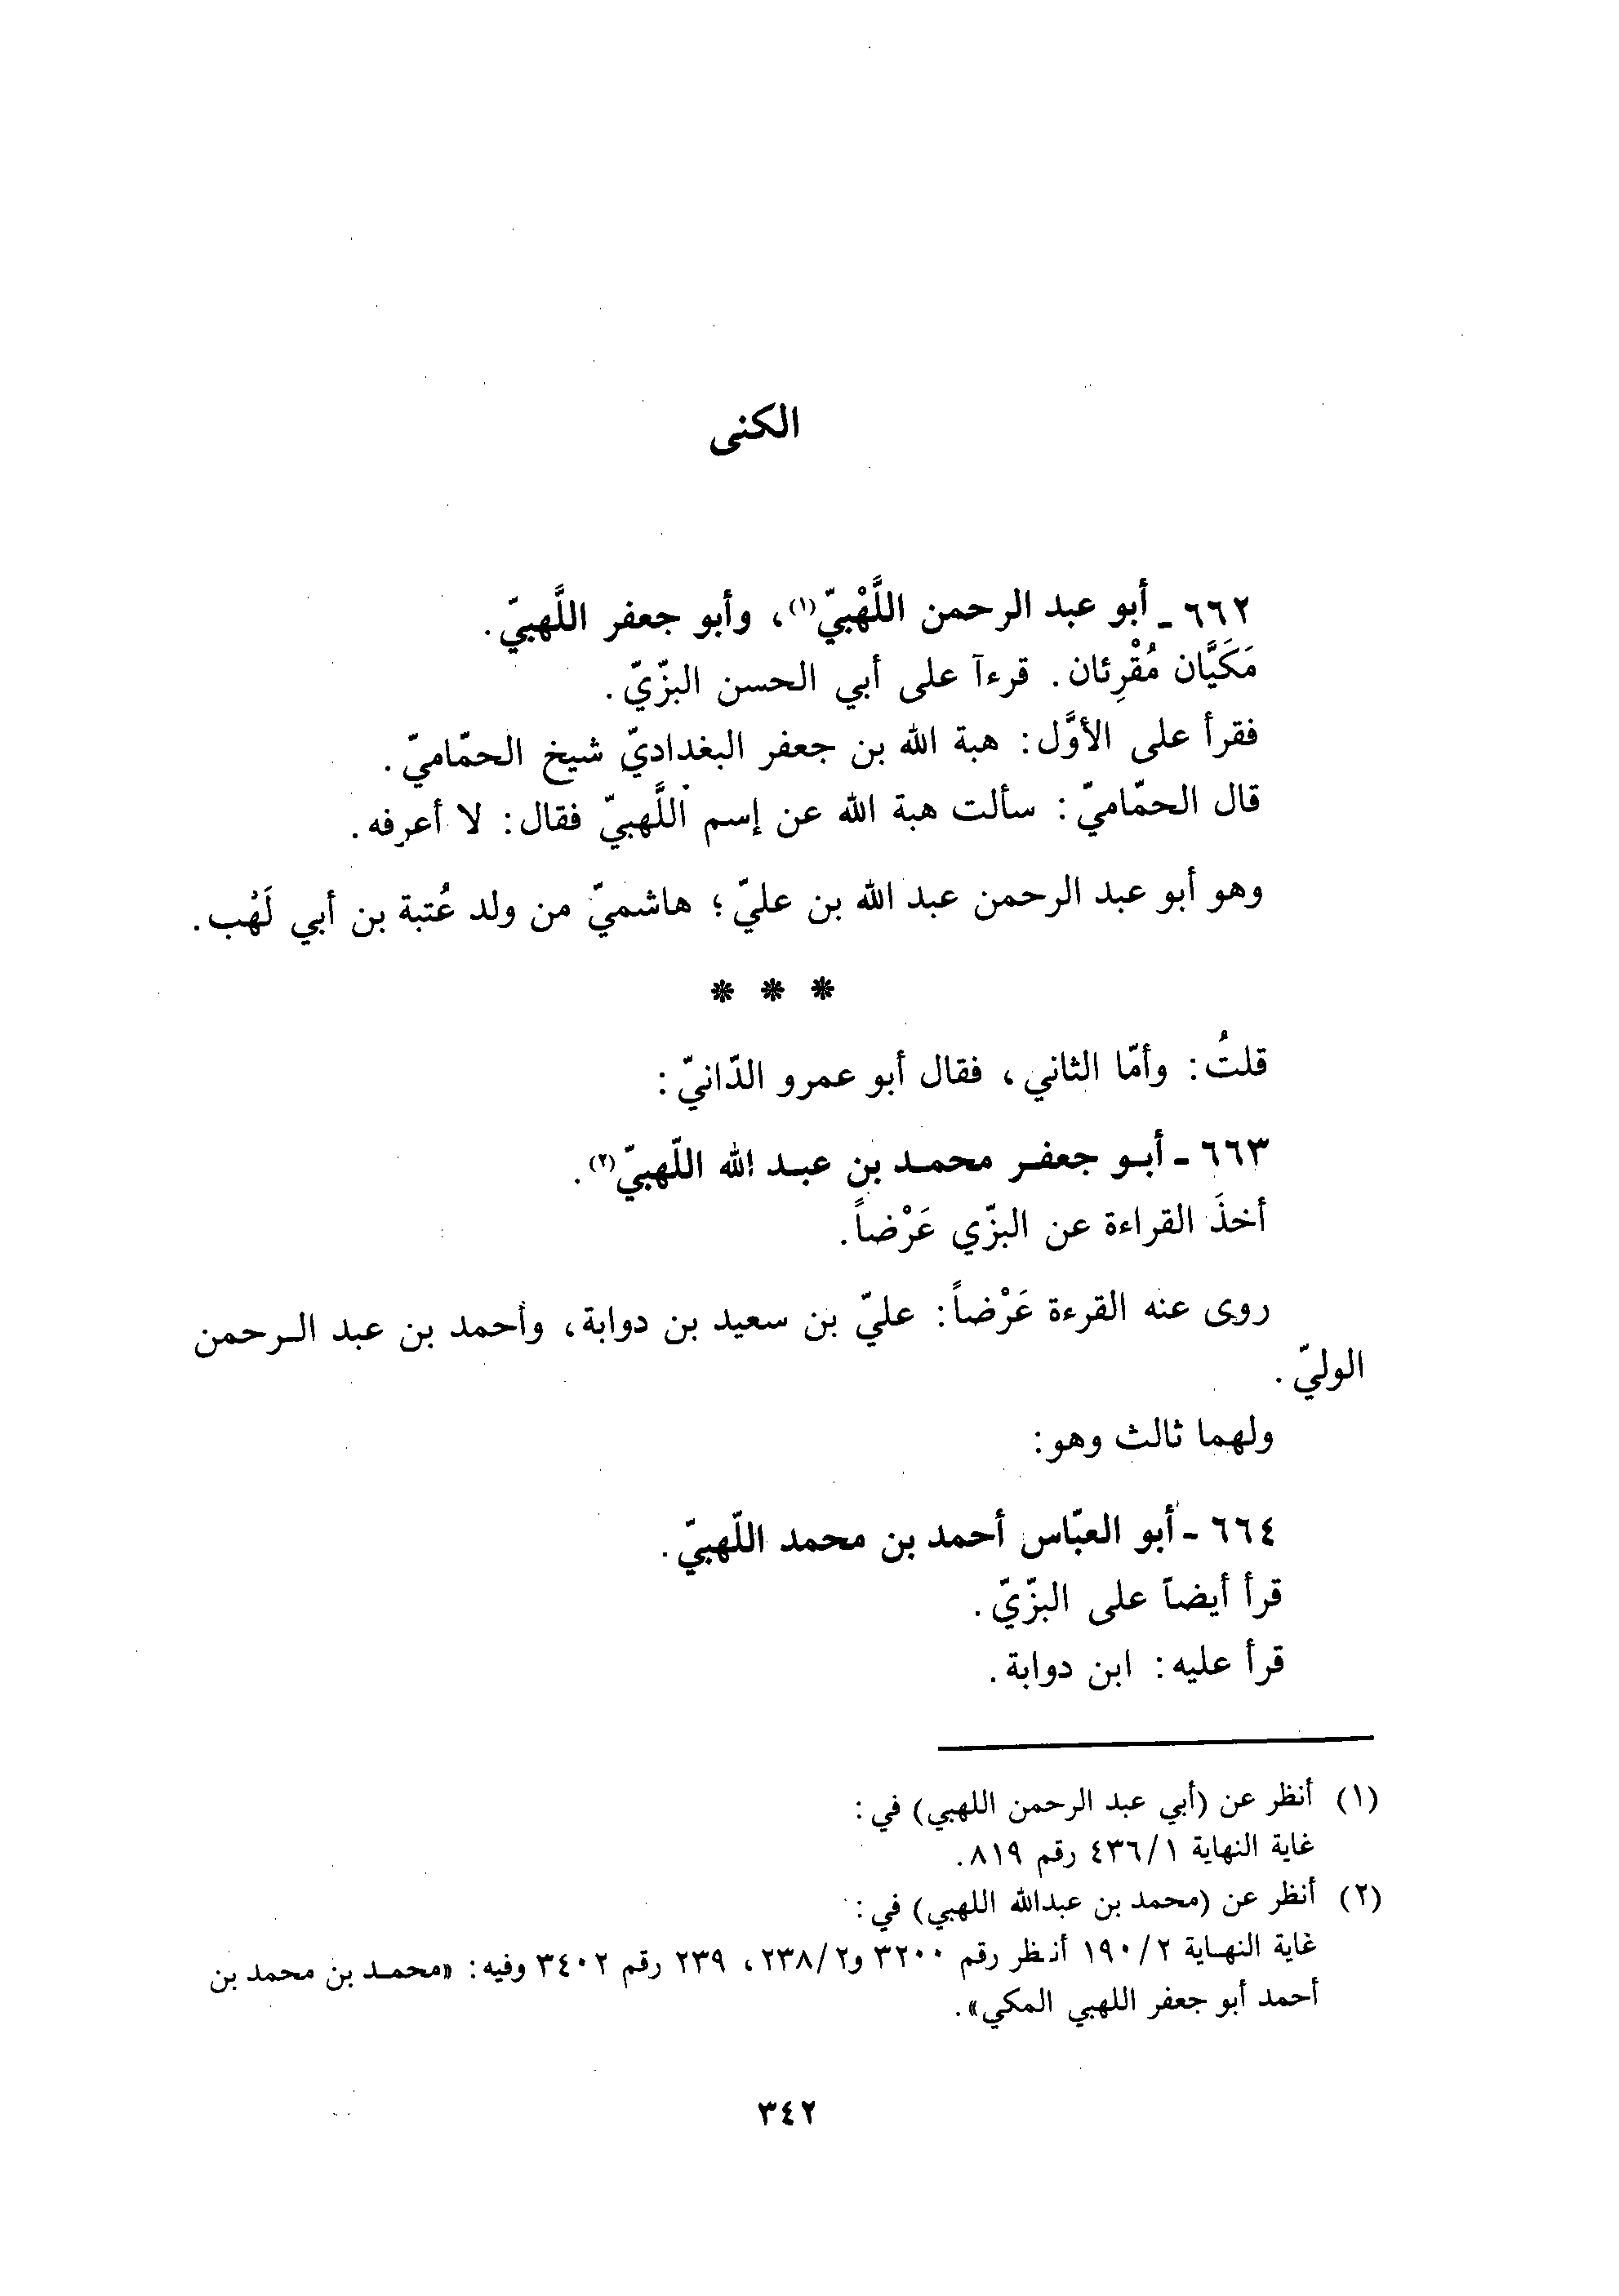 الكنى
٦٦٢ ـ أبو عبد الرحمن اللَّهْبيّ(١)، وأبو جعفر اللَّهبيّ.
مَكَيَّان مُقْرِئان. قرءآ على أبي الحسن البزّيّ.
فقرأ على الأوَّل: هبة الله بن جعفر البغداديّ شيخ الحمّاميّ.
قال الحمّاميّ: سألت هبة الله عن إسم اللَّهبيّ فقال: لا أعرفه.
وهو أبو عبد الرحمن عبد الله بن عليّ؛ هاشميّ من ولد عُتبة بن أبي لَهْب.
* * *
قلتُ: وأمّا الثاني، فقال أبو عمرو الدّانيّ:
٦٦٣ ـ أبو جعفر محمد بن عبد الله اللّهبيّ(٢).
أخذَ القراءة عن البزّي عَرْضاً.
روى عنه القرءة عَرْضاً: عليّ بن سعيد بن دوابة، وأحمد بن عبد الرحمن
الوليّ.
ولهما ثالث وهو:
٦٦٤ ـ أبو العبّاس أحمد بن محمد اللّهبيّ.
قرأ أيضاً على البزّيّ.
قرأ عليه: ابن دوابة.
(١) أنظر عن (أبي عبد الرحمن اللهبي) في:
غاية النهاية ٤٣٦/١ رقم ٨١٩.
(٢) أنظر عن (محمد بن عبدالله اللهبي) في:
غاية النهاية ١٩٠/٢ أنظر رقم ٣٢٠٠ و٢٣٨/٢، ٢٣٩ رقم ٣٤٠٢ وفيه: «محمد بن محمد بن
أحمد أبو جعفر اللهبي المكي».
٣٤٢